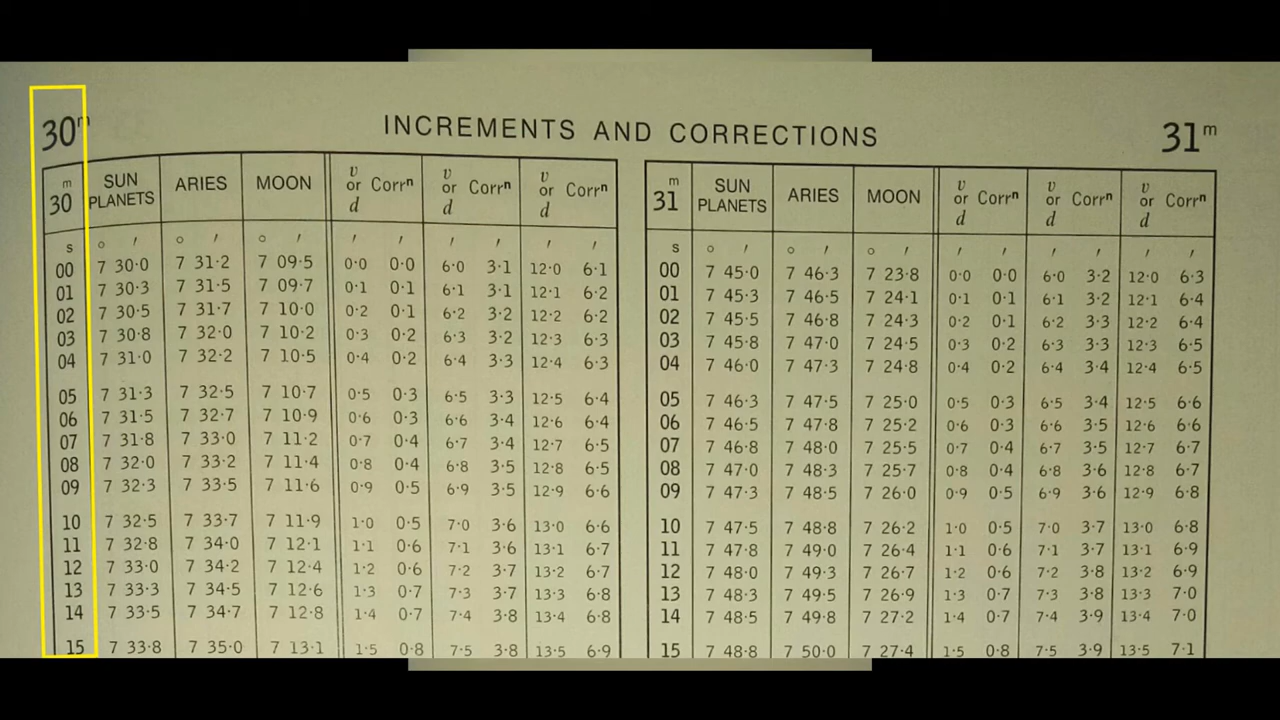 30m INCREMENTS AND CORRECTIONS 31m
m 30 SUN PLANETS ARIES MOON v or d Corrn v or d Corrn v or d Corrn m 31 SUN PLANETS ARIES MOON v or d Corrn v or d Corrn v or d Corrn
s ° ′ ° ′ ° ′ ′ ′ ′ ′ ′ ′ s ° ′ ° ′ ° ′ ′ ′ ′ ′ ′ ′
00 7 30·0 7 31·2 7 09·5 0·0 0·0 6·0 3·1 12·0 6·1 00 7 45·0 7 46·3 7 23·8 0·0 0·0 6·0 3·2 12·0 6·3
01 7 30·3 7 31·5 7 09·7 0·1 0·1 6·1 3·1 12·1 6·2 01 7 45·3 7 46·5 7 24·1 0·1 0·1 6·1 3·2 12·1 6·4
02 7 30·5 7 31·7 7 10·0 0·2 0·1 6·2 3·2 12·2 6·2 02 7 45·5 7 46·8 7 24·3 0·2 0·1 6·2 3·3 12·2 6·4
03 7 30·8 7 32·0 7 10·2 0·3 0·2 6·3 3·2 12·3 6·3 03 7 45·8 7 47·0 7 24·5 0·3 0·2 6·3 3·3 12·3 6·5
04 7 31·0 7 32·2 7 10·5 0·4 0·2 6·4 3·3 12·4 6·3 04 7 46·0 7 47·3 7 24·8 0·4 0·2 6·4 3·4 12·4 6·5
05 7 31·3 7 32·5 7 10·7 0·5 0·3 6·5 3·3 12·5 6·4 05 7 46·3 7 47·5 7 25·0 0·5 0·3 6·5 3·4 12·5 6·6
06 7 31·5 7 32·7 7 10·9 0·6 0·3 6·6 3·4 12·6 6·4 06 7 46·5 7 47·8 7 25·2 0·6 0·3 6·6 3·5 12·6 6·6
07 7 31·8 7 33·0 7 11·2 0·7 0·4 6·7 3·4 12·7 6·5 07 7 46·8 7 48·0 7 25·5 0·7 0·4 6·7 3·5 12·7 6·7
08 7 32·0 7 33·2 7 11·4 0·8 0·4 6·8 3·5 12·8 6·5 08 7 47·0 7 48·3 7 25·7 0·8 0·4 6·8 3·6 12·8 6·7
09 7 32·3 7 33·5 7 11·6 0·9 0·5 6·9 3·5 12·9 6·6 09 7 47·3 7 48·5 7 26·0 0·9 0·5 6·9 3·6 12·9 6·8
10 7 32·5 7 33·7 7 11·9 1·0 0·5 7·0 3·6 13·0 6·6 10 7 47·5 7 48·8 7 26·2 1·0 0·5 7·0 3·7 13·0 6·8
11 7 32·8 7 34·0 7 12·1 1·1 0·6 7·1 3·6 13·1 6·7 11 7 47·8 7 49·0 7 26·4 1·1 0·6 7·1 3·7 13·1 6·9
12 7 33·0 7 34·2 7 12·4 1·2 0·6 7·2 3·7 13·2 6·7 12 7 48·0 7 49·3 7 26·7 1·2 0·6 7·2 3·8 13·2 6·9
13 7 33·3 7 34·5 7 12·6 1·3 0·7 7·3 3·7 13·3 6·8 13 7 48·3 7 49·5 7 26·9 1·3 0·7 7·3 3·8 13·3 7·0
14 7 33·5 7 34·7 7 12·8 1·4 0·7 7·4 3·8 13·4 6·8 14 7 48·5 7 49·8 7 27·2 1·4 0·7 7·4 3·9 13·4 7·0
15 7 33·8 7 35·0 7 13·1 1·5 0·8 7·5 3·8 13·5 6·9 15 7 48·8 7 50·0 7 27·4 1·5 0·8 7·5 3·9 13·5 7·1